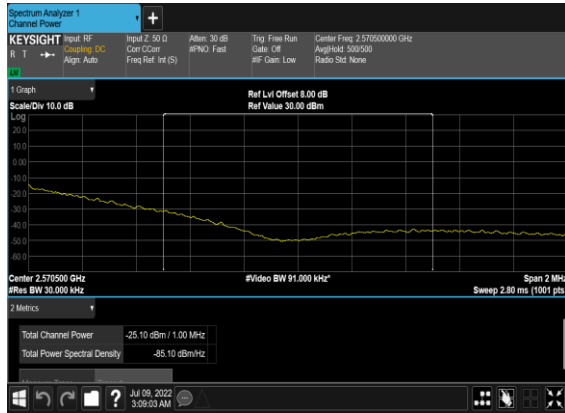 Spectrum Analyzer 1
Channel Power
KEYSIGHT Input: RF Input Z: 50 Ω Atten: 30 dB Trig: Free Run Center Freq: 2.570500000 GHz
R T Coupling: DC Corr CCorr #PNO: Fast Gate: Off Avg|Hold: 500/500
Align: Auto Freq Ref: Int (S) #IF Gain: Low Radio Std: None
1 Graph
Ref Lvl Offset 8.00 dB
Scale/Div 10.0 dB Ref Value 30.00 dBm
Log
20.0
10.0
0.00
-10.0
-20.0
-30.0
-40.0
-50.0
-60.0
Center 2.570500 GHz #Video BW 91.000 kHz* Span 2 MHz
#Res BW 30.000 kHz Sweep 2.80 ms (1001 pts
2 Metrics
Total Channel Power -25.10 dBm / 1.00 MHz
Total Power Spectral Density -85.10 dBm/Hz
Jul 09, 2022
3:09:03 AM